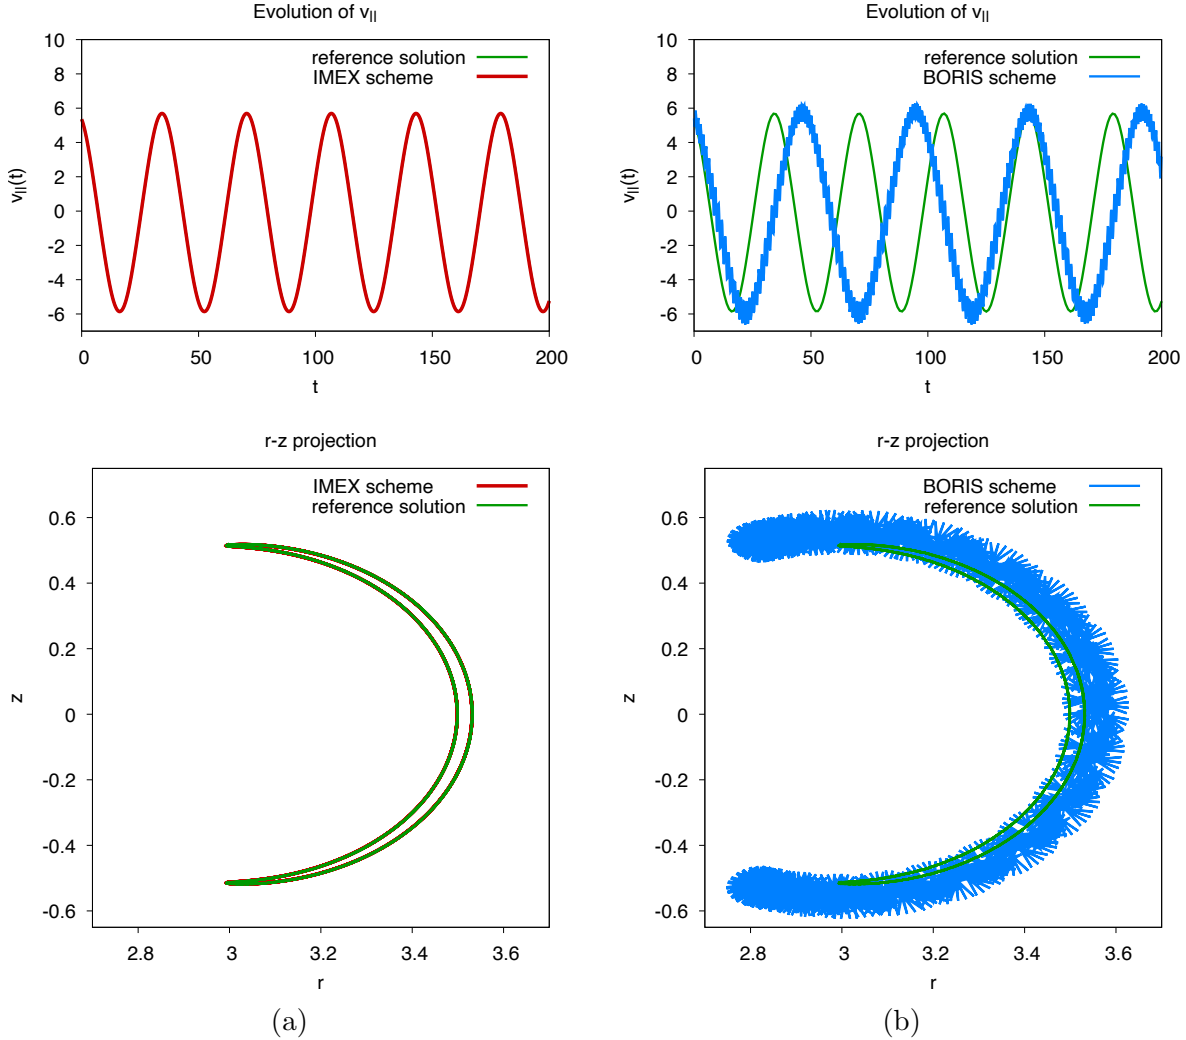 Evolution of v||
reference solution
IMEX scheme
10
8
6
4
2
0
-2
-4
-6
v||(t)
0
50
100
150
200
t
Evolution of v||
reference solution
BORIS scheme
10
8
6
4
2
0
-2
-4
-6
v||(t)
0
50
100
150
200
t
r-z projection
IMEX scheme
reference solution
0.6
0.4
0.2
0
-0.2
-0.4
-0.6
z
2.8
3
3.2
3.4
3.6
r
(a)
r-z projection
BORIS scheme
reference solution
0.6
0.4
0.2
0
-0.2
-0.4
-0.6
z
2.8
3
3.2
3.4
3.6
r
(b)